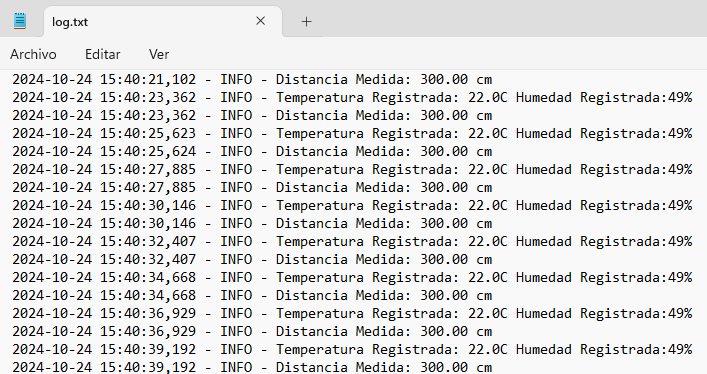 log.txt
Archivo Editar Ver
2024-10-24 15:40:21,102 - INFO - Distancia Medida: 300.00 cm
2024-10-24 15:40:23,362 - INFO - Temperatura Registrada: 22.0C Humedad Registrada:49%
2024-10-24 15:40:23,362 - INFO - Distancia Medida: 300.00 cm
2024-10-24 15:40:25,623 - INFO - Temperatura Registrada: 22.0C Humedad Registrada:49%
2024-10-24 15:40:25,624 - INFO - Distancia Medida: 300.00 cm
2024-10-24 15:40:27,885 - INFO - Temperatura Registrada: 22.0C Humedad Registrada:49%
2024-10-24 15:40:27,885 - INFO - Distancia Medida: 300.00 cm
2024-10-24 15:40:30,146 - INFO - Temperatura Registrada: 22.0C Humedad Registrada:49%
2024-10-24 15:40:30,146 - INFO - Distancia Medida: 300.00 cm
2024-10-24 15:40:32,407 - INFO - Temperatura Registrada: 22.0C Humedad Registrada:49%
2024-10-24 15:40:32,407 - INFO - Distancia Medida: 300.00 cm
2024-10-24 15:40:34,668 - INFO - Temperatura Registrada: 22.0C Humedad Registrada:49%
2024-10-24 15:40:34,668 - INFO - Distancia Medida: 300.00 cm
2024-10-24 15:40:36,929 - INFO - Temperatura Registrada: 22.0C Humedad Registrada:49%
2024-10-24 15:40:36,929 - INFO - Distancia Medida: 300.00 cm
2024-10-24 15:40:39,192 - INFO - Temperatura Registrada: 22.0C Humedad Registrada:49%
2024-10-24 15:40:39,192 - INFO - Distancia Medida: 300.00 cm